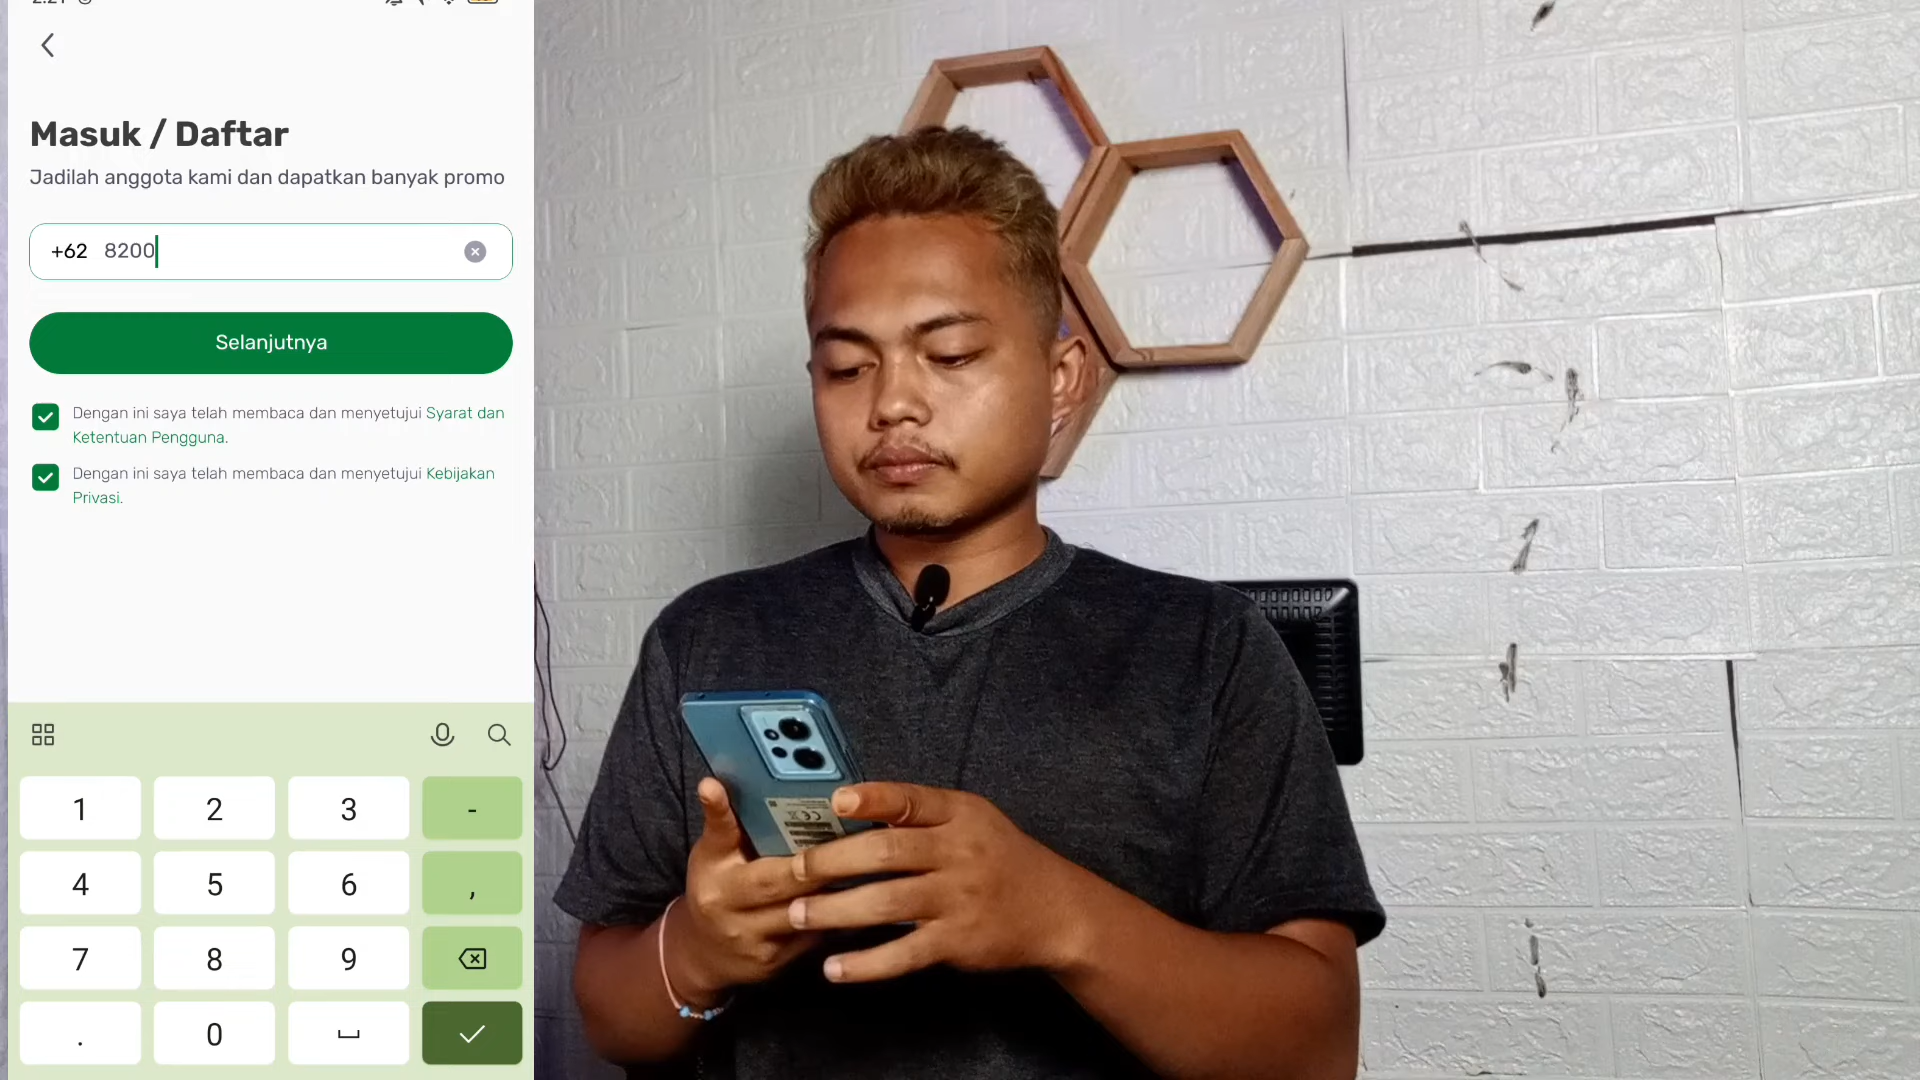 Masuk / Daftar
Jadilah anggota kami dan dapatkan banyak promo
+62 8200
Selanjutnya
Dengan ini saya telah membaca dan menyetujui Syarat dan
Ketentuan Pengguna.
Dengan ini saya telah membaca dan menyetujui Kebijakan
Privasi.
1 2 3 -
4 5 6 ,
7 8 9
. 0